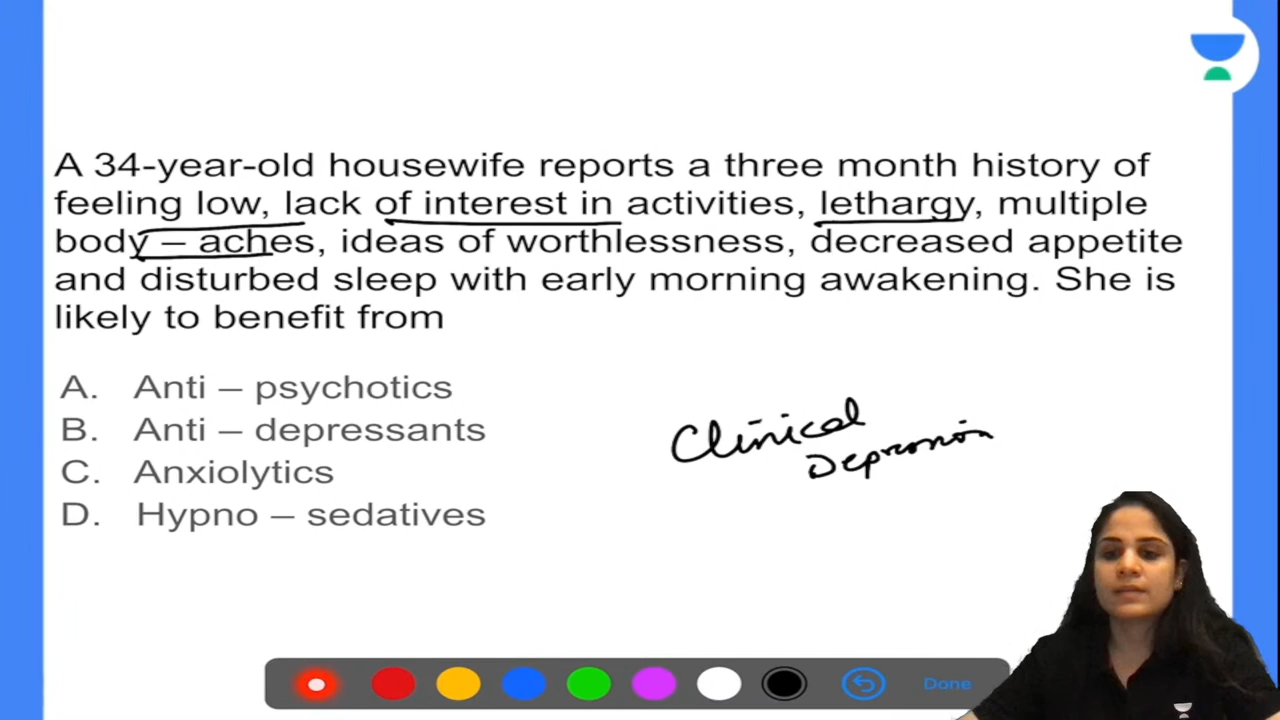 A 34-year-old housewife reports a three month history of
feeling low, lack of interest in activities, lethargy, multiple
body – aches, ideas of worthlessness, decreased appetite
and disturbed sleep with early morning awakening. She is
likely to benefit from
A. Anti – psychotics
B. Anti – depressants
C. Anxiolytics
D. Hypno – sedatives
Clinical
Depression
Done